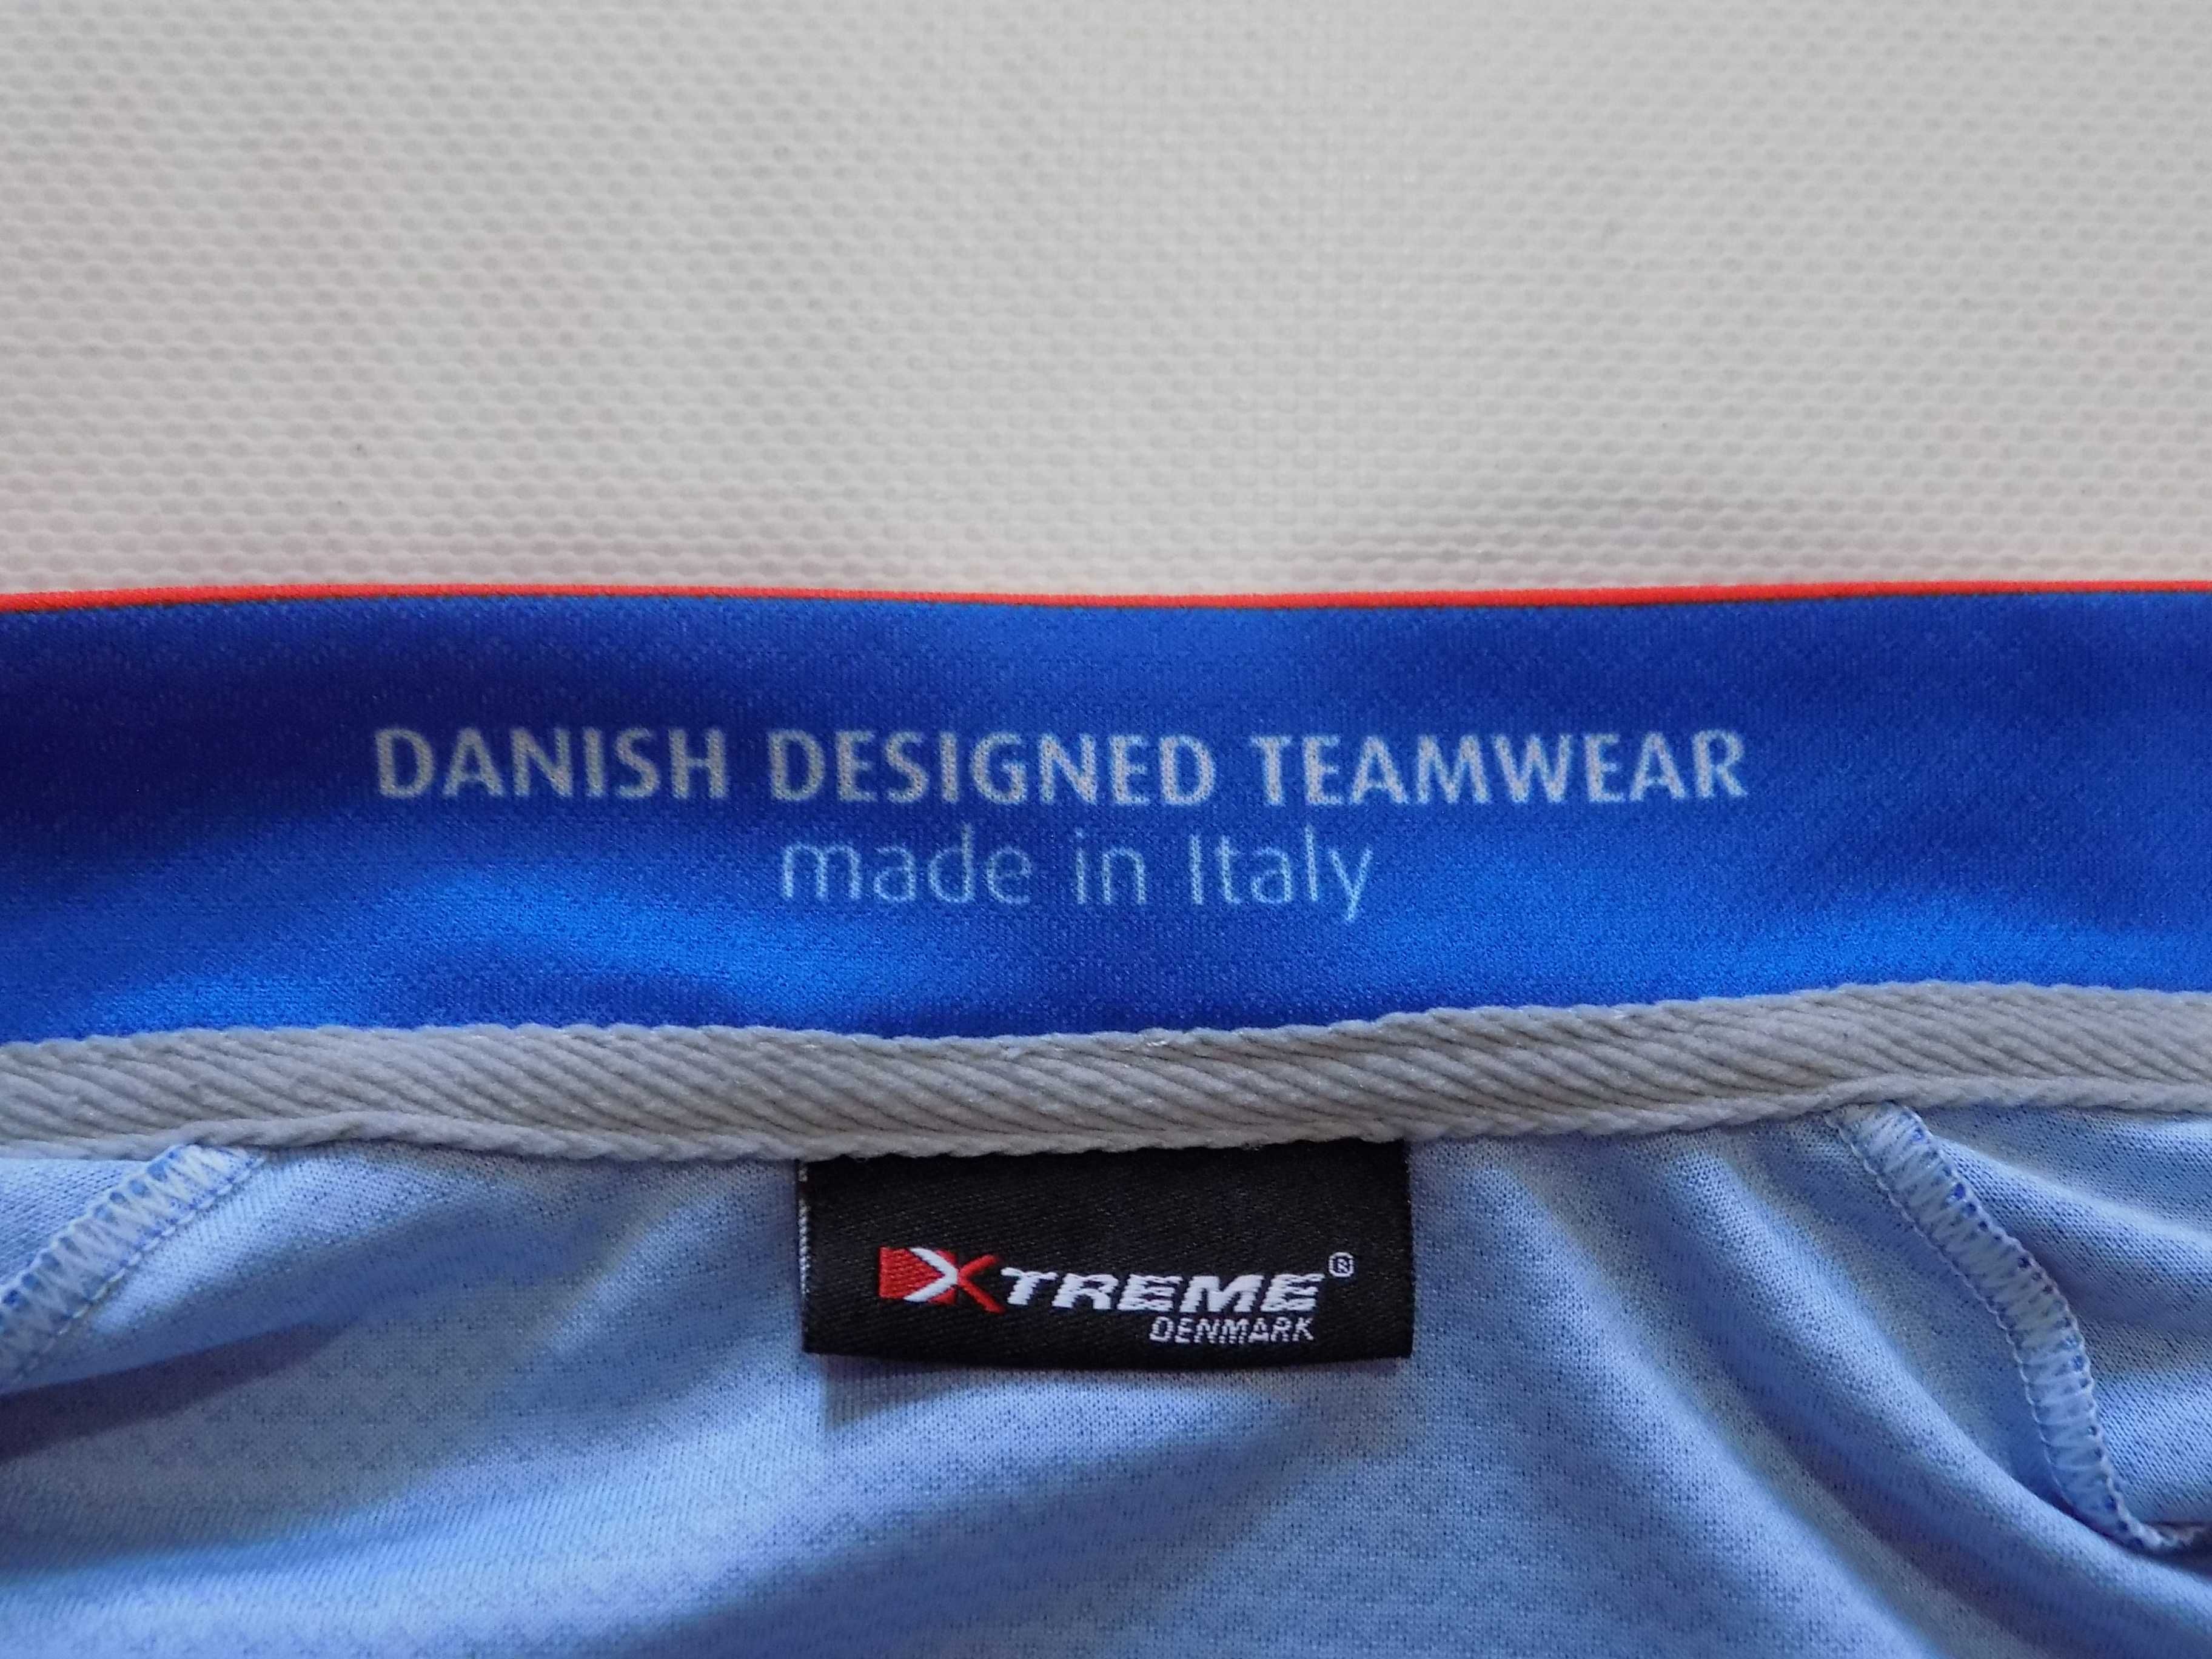 DANISH DESIGNED TEAMWEAR
made in Italy
XTREME®
DENMARK